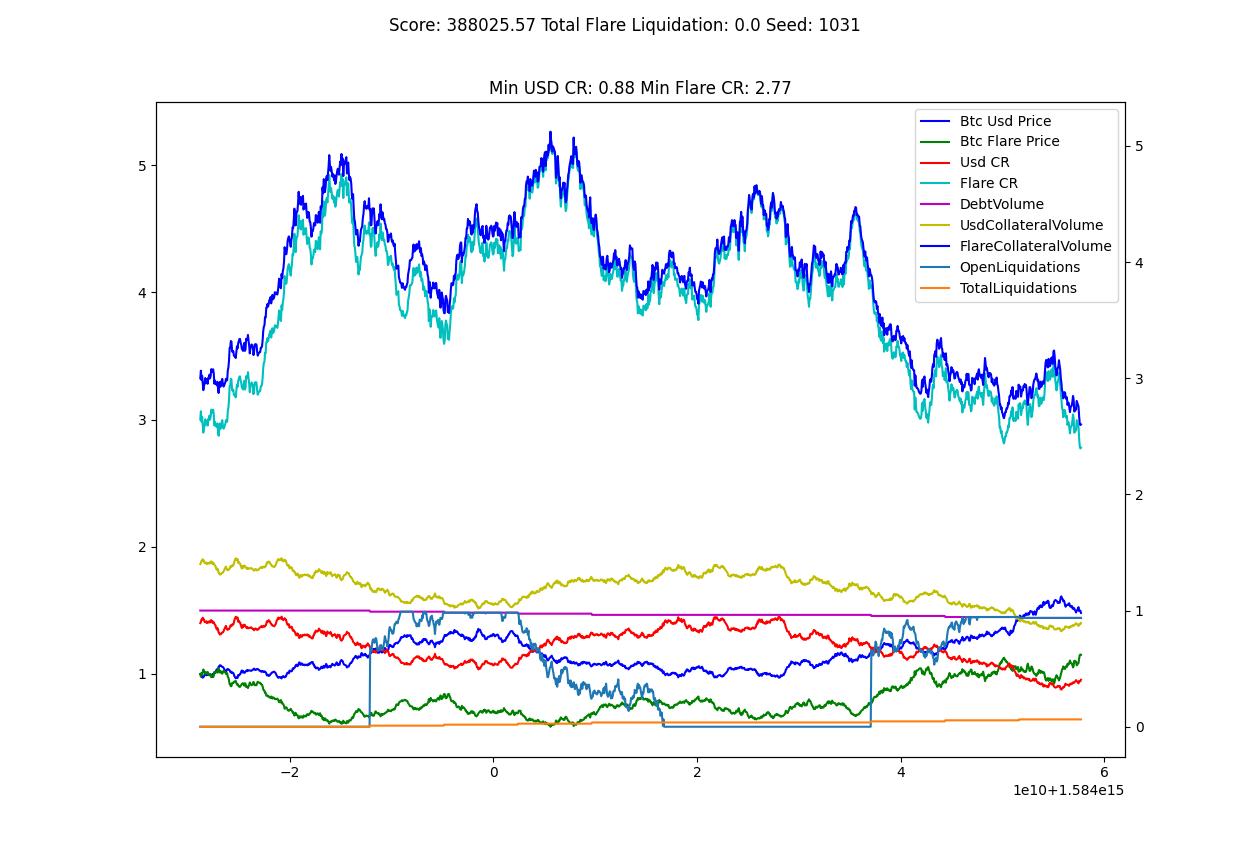 Score: 388025.57 Total Flare Liquidation: 0.0 Seed: 1031
Min USD CR: 0.88 Min Flare CR: 2.77
Btc Usd Price
Btc Flare Price
Usd CR
Flare CR
DebtVolume
UsdCollateralVolume
FlareCollateralVolume
OpenLiquidations
TotalLiquidations
5
4
3
2
1
5
4
3
2
1
0
−2
0
2
4
6
1e10+1.584e15